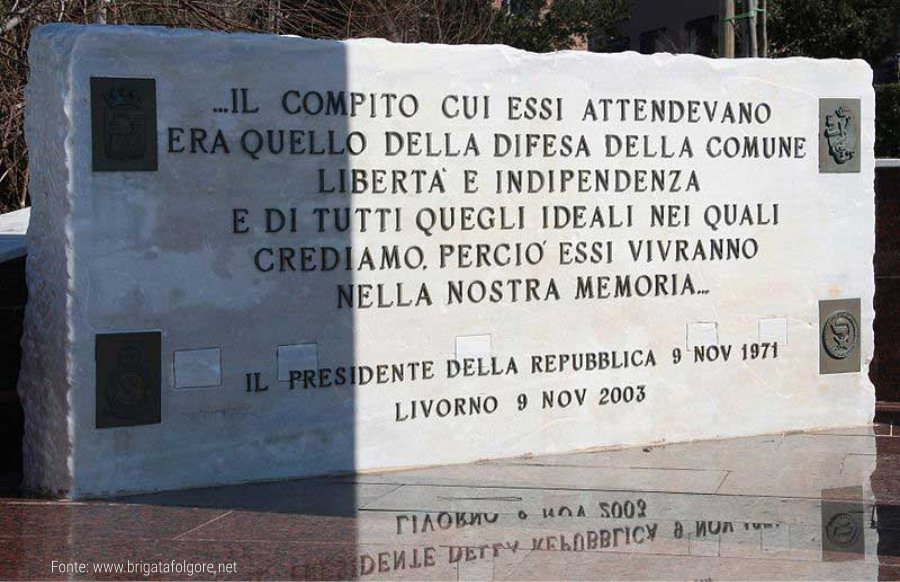 ...IL COMPITO CUI ESSI ATTENDEVANO
ERA QUELLO DELLA DIFESA DELLA COMUNE
LIBERTA' E INDIPENDENZA
E DI TUTTI QUEGLI IDEALI NEI QUALI
CREDIAMO. PERCIO' ESSI VIVRANNO
NELLA NOSTRA MEMORIA...
IL PRESIDENTE DELLA REPUBBLICA 9 NOV 1971
LIVORNO 9 NOV 2003
Fonte: www.brigatafolgore,net